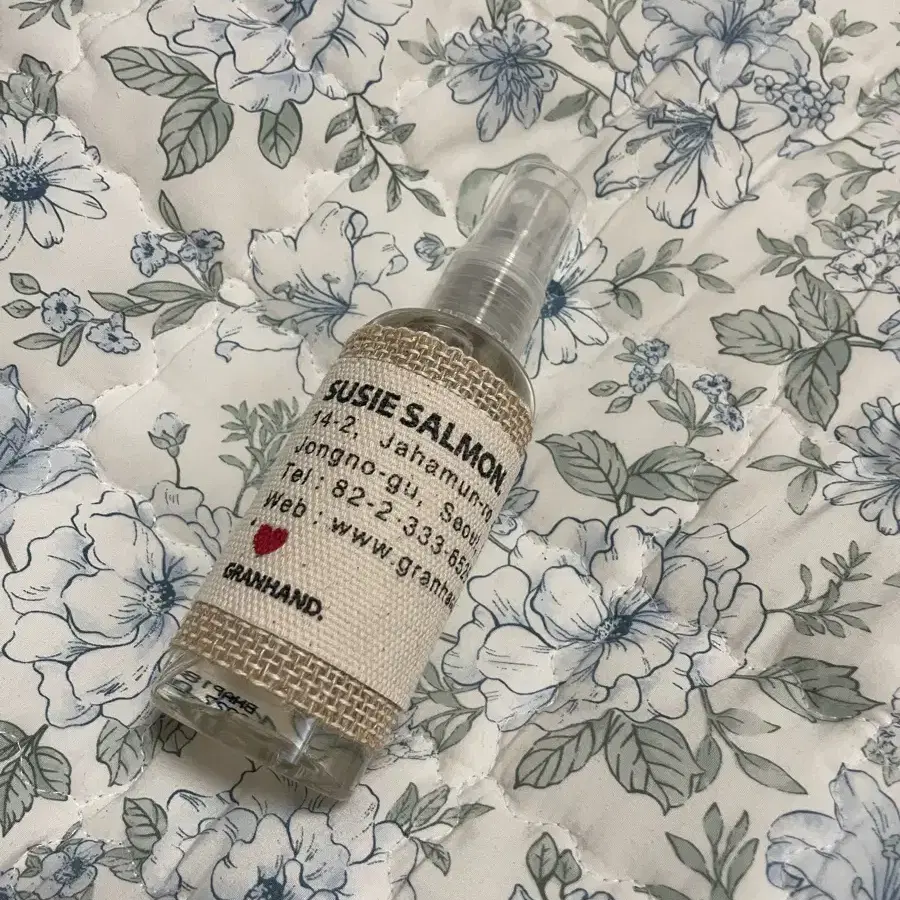 SUSIE SALMON.
14-2, Jahamun-ro
Jongno-gu, Seoul
Tel : 82-2-333-652
Web : www.granha
GRANHAND.